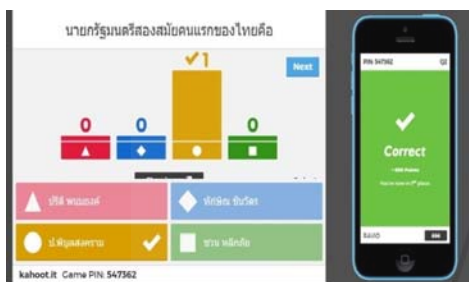 นายกรัฐมนตรีสองสมัยคนแรกของไทยคือ
1
Next
0
0
0
ปรีดี พนมยงค์
ทักษิณ ชินวัตร
ป.พิบูลสงคราม
ชวน หลีกภัย
kahoot.it Game PIN: 547362
PIN: 547362
Q2
Correct